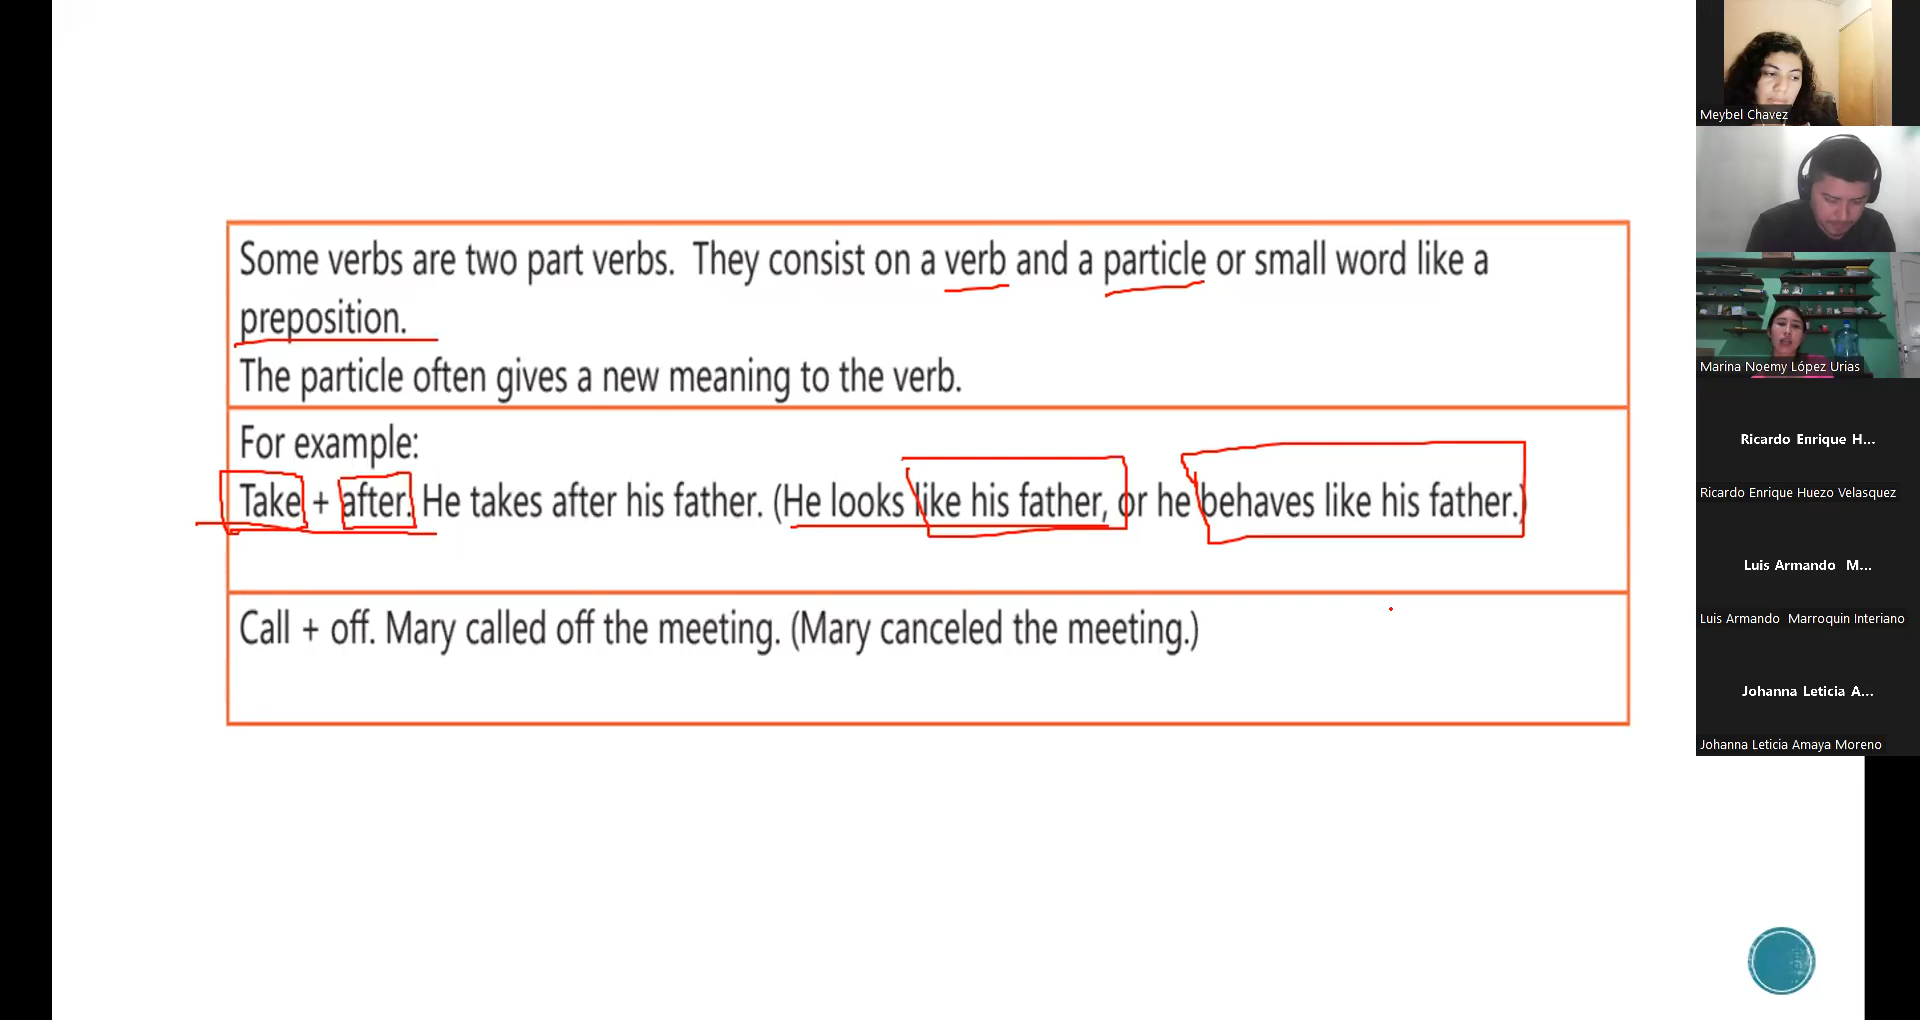 Some verbs are two part verbs. They consist on a verb and a particle or small word like a
preposition.
The particle often gives a new meaning to the verb.
For example:
Take + after. He takes after his father. (He looks like his father, or he behaves like his father.)
Call + off. Mary called off the meeting. (Mary canceled the meeting.)
Meybel Chavez
Marina Noemy López Urias
Ricardo Enrique H...
Ricardo Enrique Huezo Velasquez
Luis Armando M...
Luis Armando Marroquin Interiano
Johanna Leticia A...
Johanna Leticia Amaya Moreno